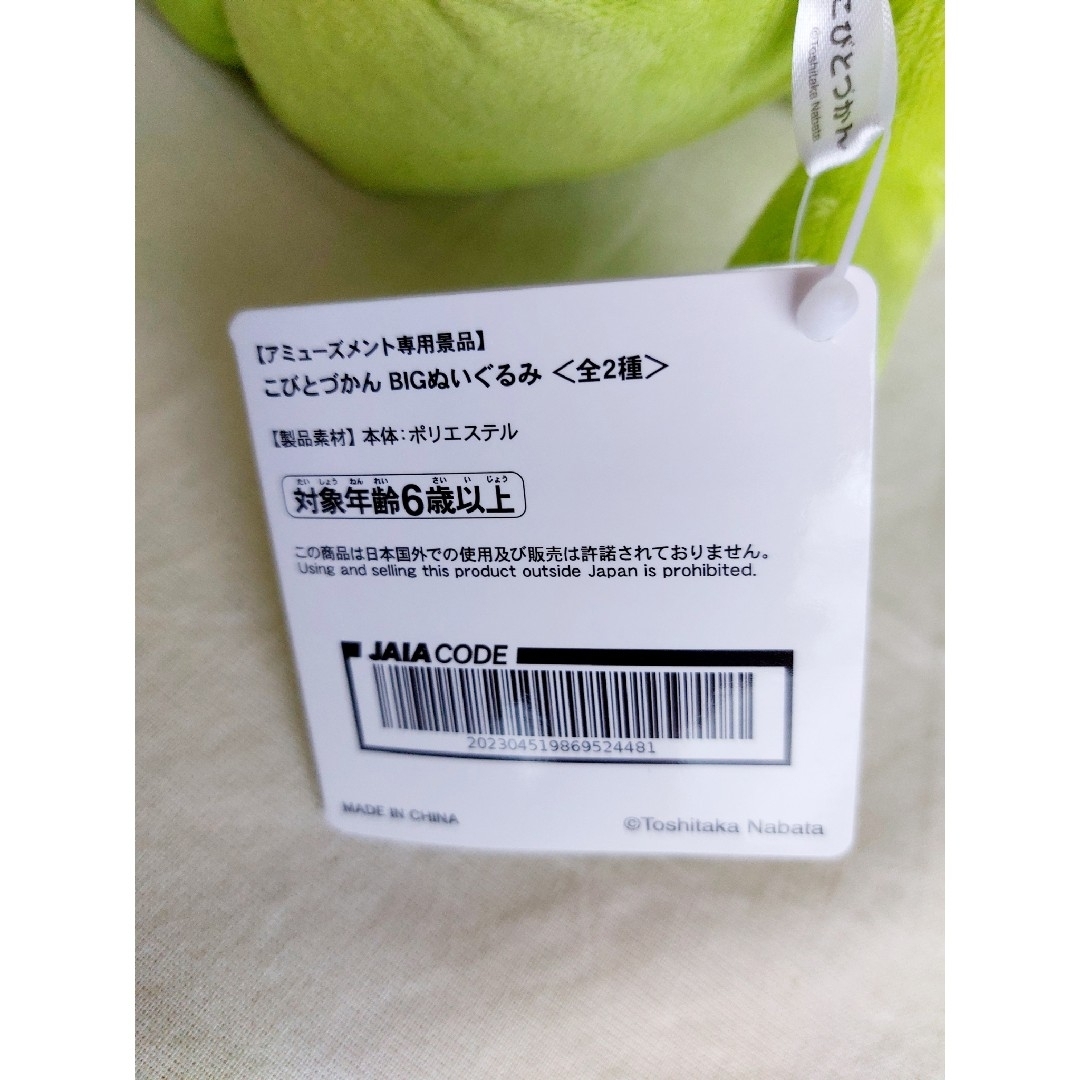 こびとづかん
©Toshitaka Nabata
【アミューズメント専用景品】
こびとづかん BIGぬいぐるみ ＜全2種＞
【製品素材】本体：ポリエステル
たいしょうねんれい さいいじょう
対象年齢6歳以上
この商品は日本国外での使用及び販売は許諾されておりません。
Using and selling this product outside Japan is prohibited.
JAIA CODE
202304519869524481
MADE IN CHINA
©Toshitaka Nabata